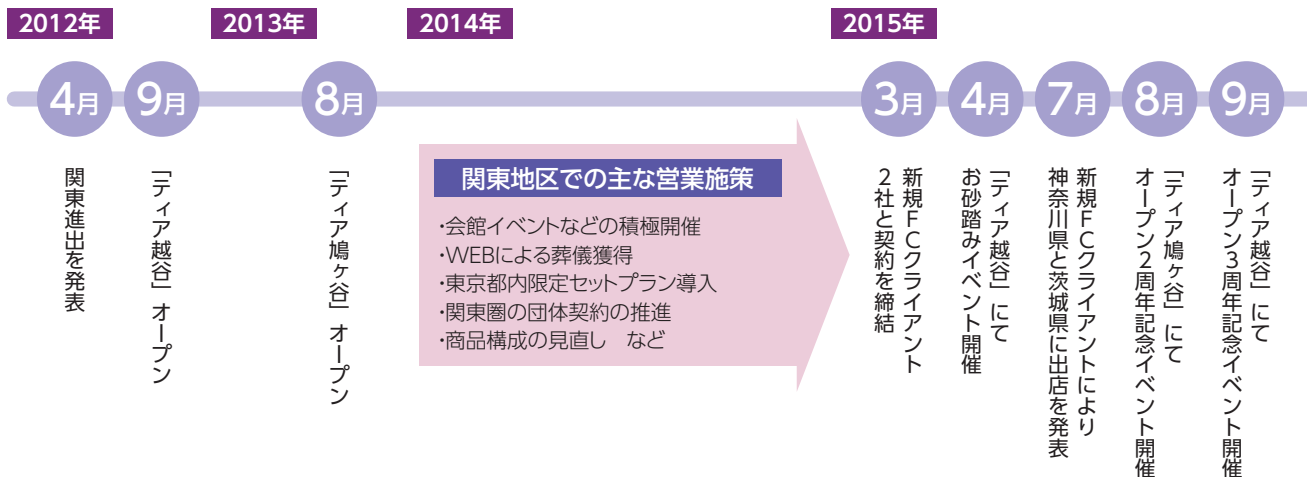 2012年
2013年
2014年
2015年
4月
9月
8月
3月
4月
7月
8月
9月
関東進出を発表
「ティア越谷」オープン
「ティア鳩ヶ谷」オープン
関東地区での主な営業施策
・会館イベントなどの積極開催
・WEBによる葬儀獲得
・東京都内限定セットプラン導入
・関東圏の団体契約の推進
・商品構成の見直し　など
新規FCクライアント
2社と契約を締結
「ティア越谷」にて
お砂踏みイベント開催
新規FCクライアントにより
神奈川県と茨城県に出店を発表
「ティア鳩ヶ谷」にて
オープン2周年記念イベント開催
「ティア越谷」にて
オープン3周年記念イベント開催